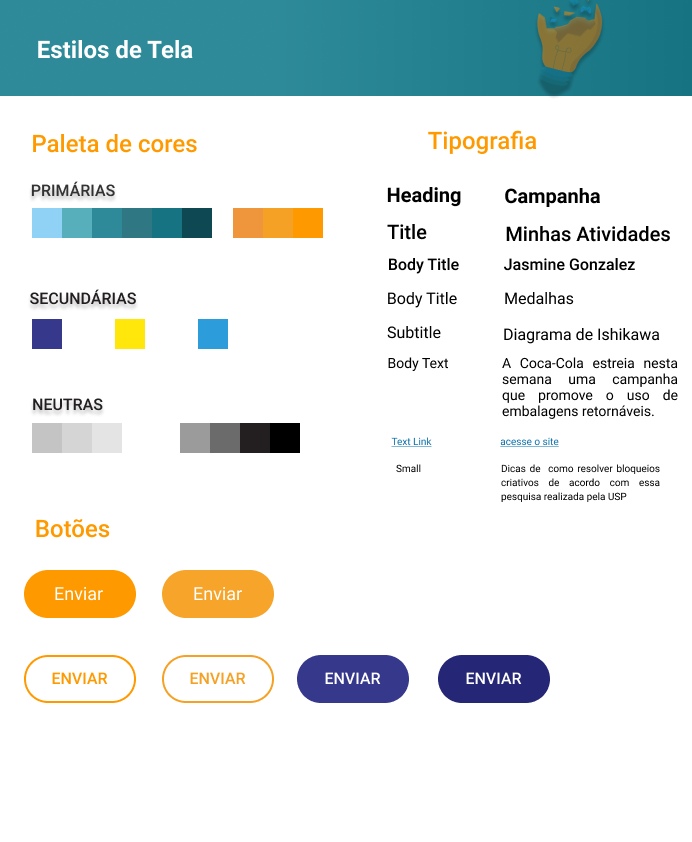 Estilos de Tela
Paleta de cores
PRIMÁRIAS
SECUNDÁRIAS
NEUTRAS
Tipografia
Heading Campanha
Title Minhas Atividades
Body Title Jasmine Gonzalez
Body Title Medalhas
Subtitle Diagrama de Ishikawa
Body Text A Coca-Cola estreia nesta
semana uma campanha
que promove o uso de
embalagens retornáveis.
Text Link acesse o site
Small Dicas de como resolver bloqueios
criativos de acordo com essa
pesquisa realizada pela USP
Botões
Enviar Enviar
ENVIAR ENVIAR ENVIAR ENVIAR